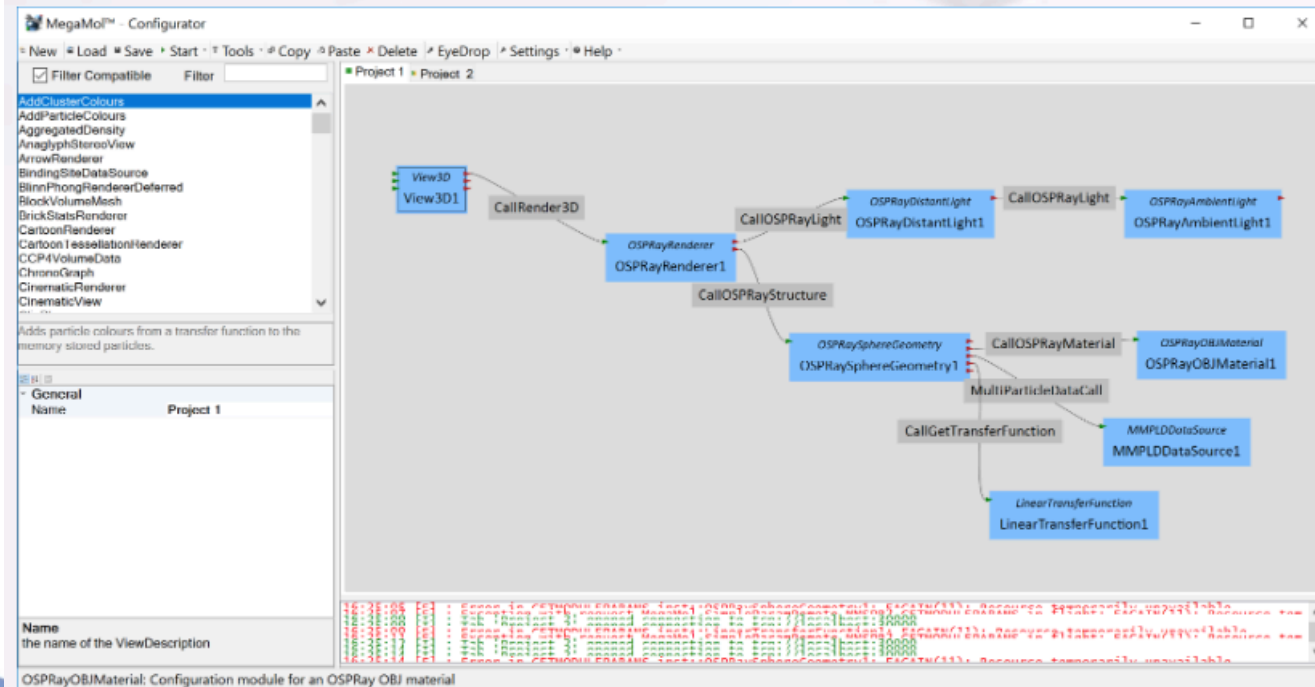 MegaMol™ - Configurator
New Load Save Start Tools Copy Paste Delete EyeDrop Settings Help
Filter Compatible Filter
Project 1 Project 2
AddClusterColours
AddParticleColours
AggregatedDensity
AnaglyphStereoView
ArrowRenderer
BindingSiteDataSource
BlinnPhongRendererDeferred
BlockVolumeMesh
BrickStatsRenderer
CartoonRenderer
CartoonTessellationRenderer
CCP4VolumeData
ChronoGraph
CinematicRenderer
CinematicView
Adds particle colours from a transfer function to the
memory stored particles.
General
Name Project 1
Name
the name of the ViewDescription
View3D
View3D1
CallRender3D
OSPRayRenderer
OSPRayRenderer1
CallOSPRayLight
OSPRayDistantLight
OSPRayDistantLight1
CallOSPRayLight
OSPRayAmbientLight
OSPRayAmbientLight1
CallOSPRayStructure
OSPRaySphereGeometry
OSPRaySphereGeometry1
CallOSPRayMaterial
OSPRayOBJMaterial
OSPRayOBJMaterial1
MultiParticleDataCall
MMPLDDataSource
MMPLDDataSource1
CallGetTransferFunction
LinearTransferFunction
LinearTransferFunction1
OSPRayOBJMaterial: Configuration module for an OSPRay OBJ material